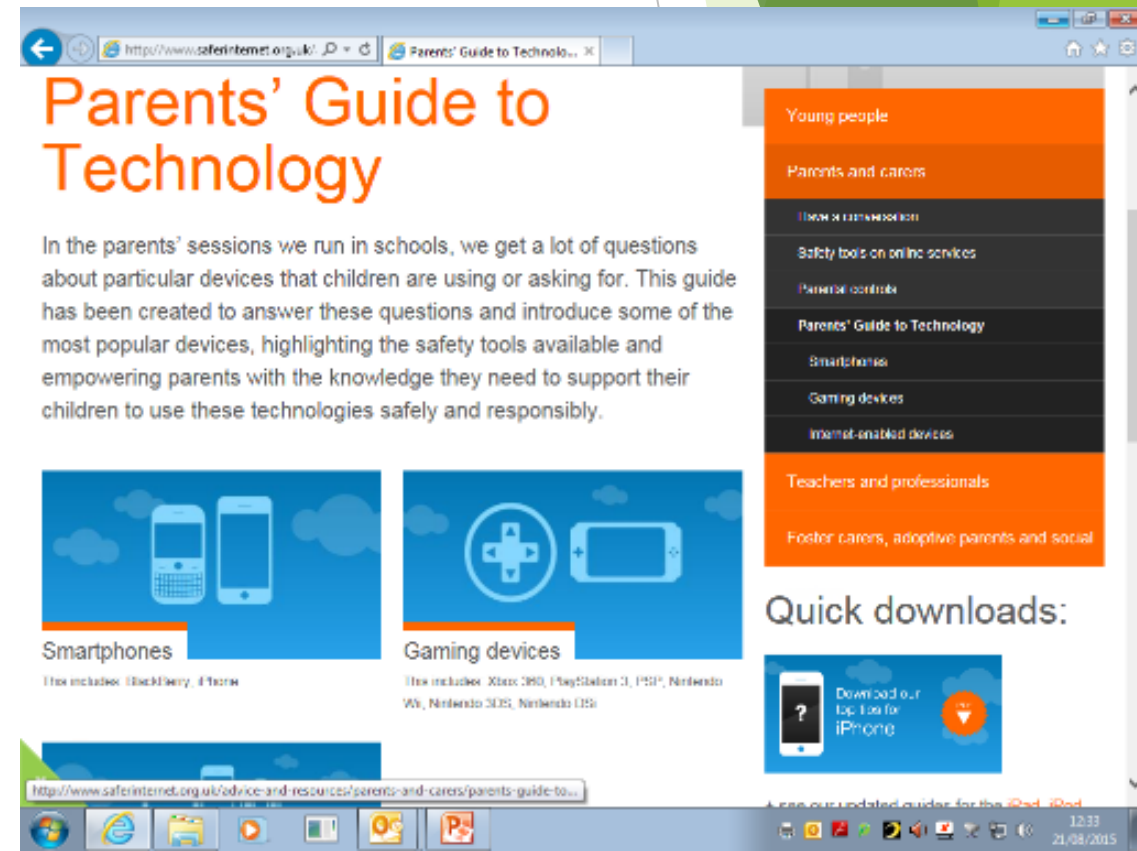 http://www.saferinternet.org.uk/
Parents' Guide to Technolo...
Parents' Guide to
Technology
In the parents' sessions we run in schools, we get a lot of questions
about particular devices that children are using or asking for. This guide
has been created to answer these questions and introduce some of the
most popular devices, highlighting the safety tools available and
empowering parents with the knowledge they need to support their
children to use these technologies safely and responsibly.
Smartphones
This includes: BlackBerry, iPhone
Gaming devices
This includes: Xbox 360, PlayStation 3, PSP, Nintendo
Wii, Nintendo 3DS, Nintendo DSi
Young people
Parents and carers
Have a conversation
Safety tools on online services
Parental controls
Parents' Guide to Technology
Smartphones
Gaming devices
Internet-enabled devices
Teachers and professionals
Foster carers, adoptive parents and social
Quick downloads:
?
Download our
top tips for
iPhone
see our updated guides for the iPad, iPod
http://www.saferinternet.org.uk/advice-and-resources/parents-and-carers/parents-guide-to...
12:33
21/08/2015